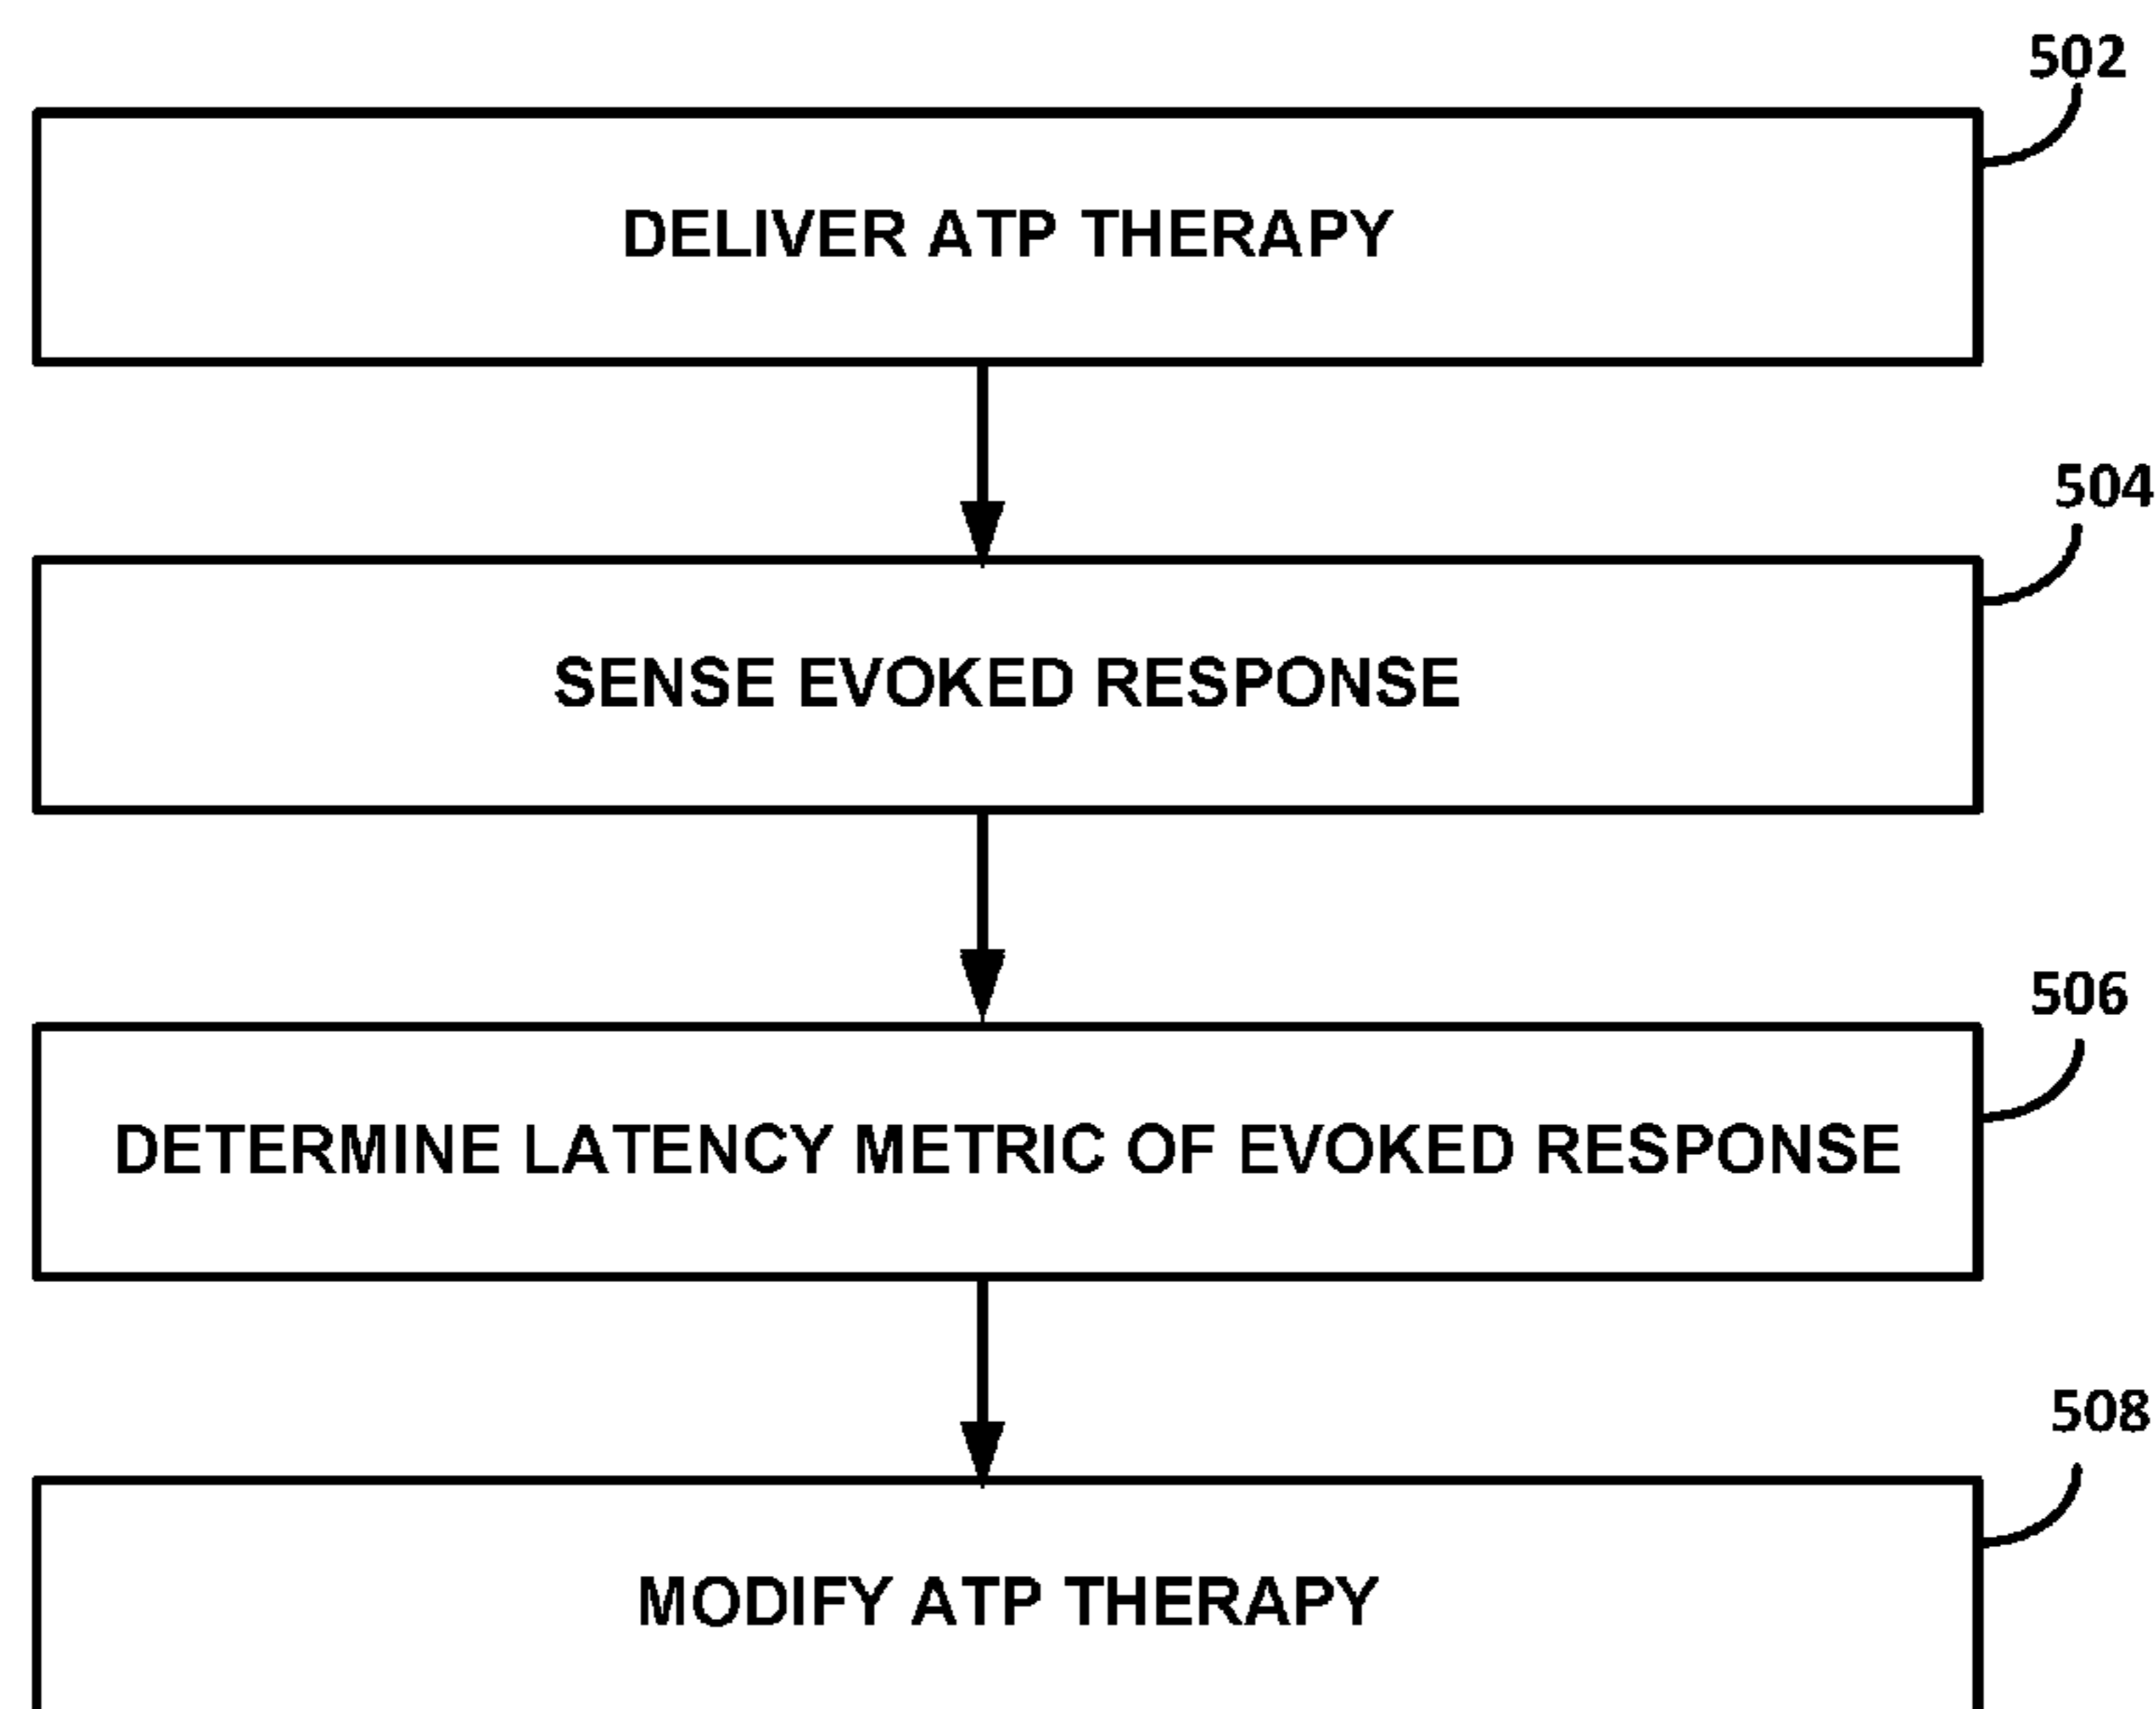 502
DELIVER ATP THERAPY
504
SENSE EVOKED RESPONSE
506
DETERMINE LATENCY METRIC OF EVOKED RESPONSE
508
MODIFY ATP THERAPY